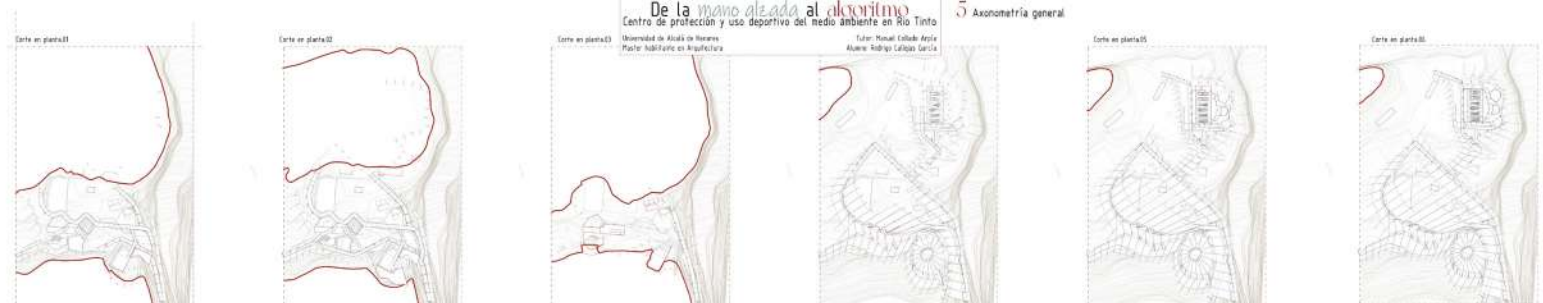 De la mano alzada al algoritmo
Centro de protección y uso deportivo del medio ambiente en Río Tinto
5 Axonometría general
Universidad de Alcalá de Henares
Master habilitante en Arquitectura
Tutor: Manuel Collado Arpia
Alumno: Rodrigo Callejas García
Corte en planta.01
Corte en planta.02
Corte en planta.03
Corte en planta.05
Corte en planta.06